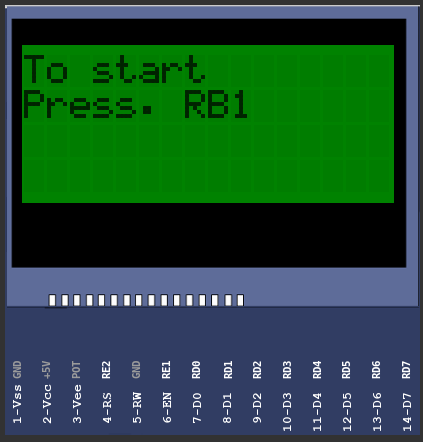 To start
Press. RB1
1-Vss GND
2-Vcc +5V
3-Vee POT
4-RS RE2
5-RW GND
6-EN RE1
7-D0 RD0
8-D1 RD1
9-D2 RD2
10-D3 RD3
11-D4 RD4
12-D5 RD5
13-D6 RD6
14-D7 RD7